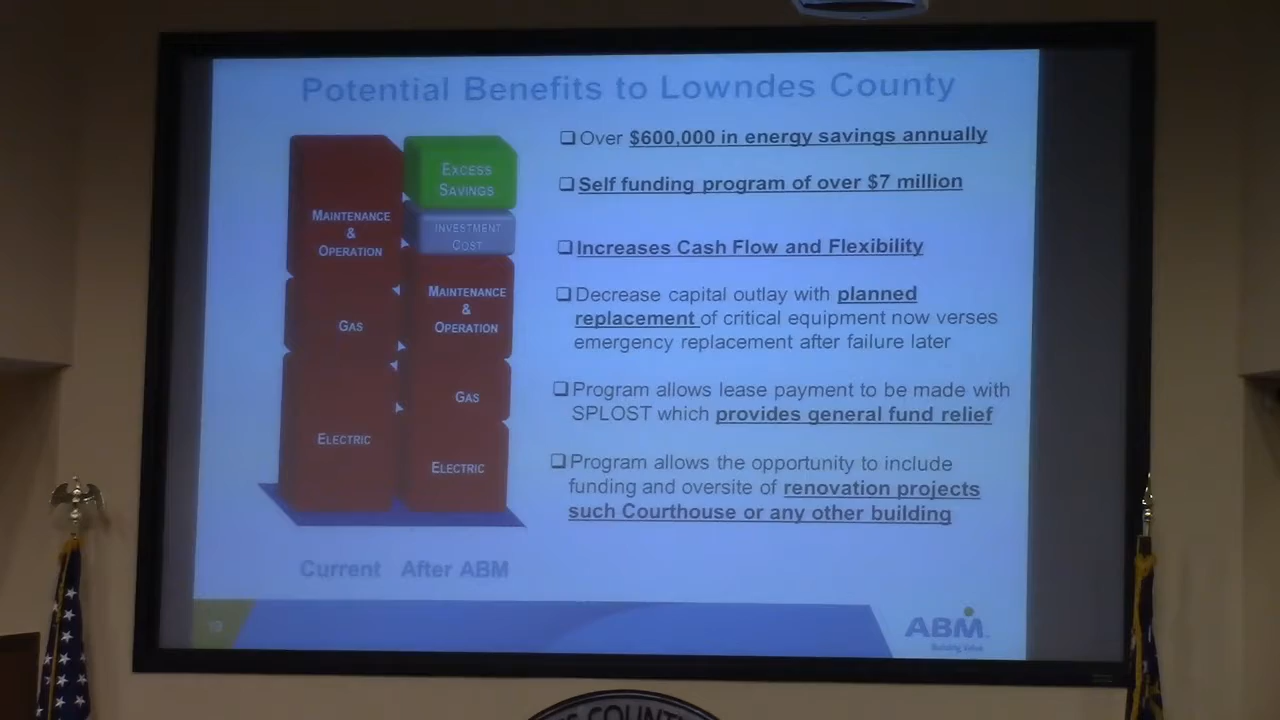 Potential Benefits to Lowndes County
Over $600,000 in energy savings annually
Self funding program of over $7 million
Increases Cash Flow and Flexibility
Decrease capital outlay with planned
replacement of critical equipment now verses
emergency replacement after failure later
Program allows lease payment to be made with
SPLOST which provides general fund relief
Program allows the opportunity to include
funding and oversite of renovation projects
such Courthouse or any other building
MAINTENANCE
&
OPERATION
GAS
ELECTRIC
EXCESS
SAVINGS
INVESTMENT
COST
MAINTENANCE
&
OPERATION
GAS
ELECTRIC
Current
After ABM
ABM
Building Value
COUNTY